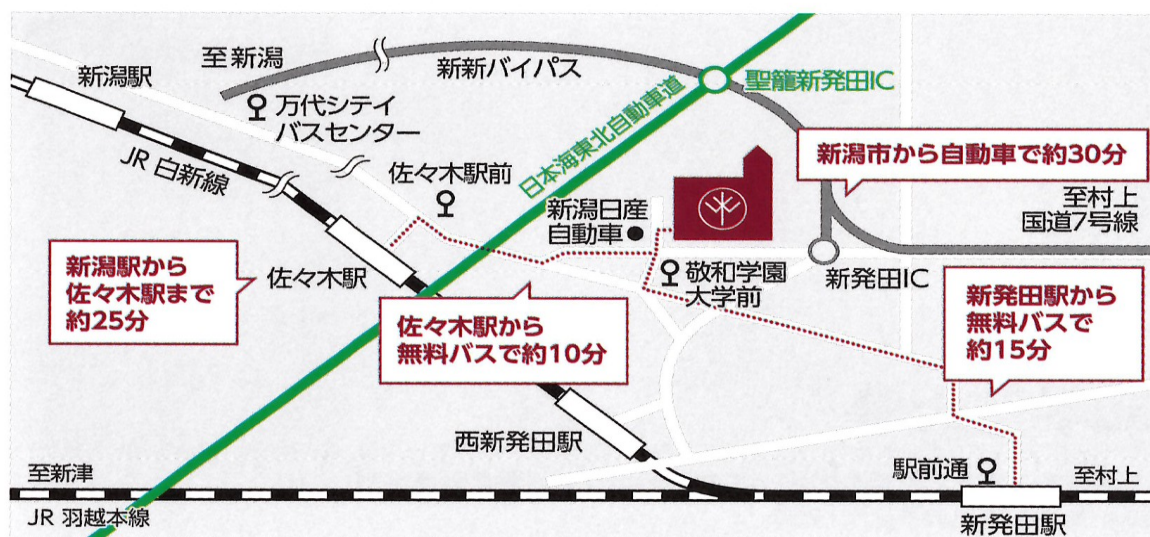 至新潟
新潟駅
新新バイパス
聖籠新発田IC
万代シテイ
バスセンター
日本海東北自動車道
JR 白新線
佐々木駅前
新潟市から自動車で約30分
至村上
国道7号線
新潟日産
自動車
新潟駅から
佐々木駅まで
約25分
佐々木駅
敬和学園
大学前
新発田IC
新発田駅から
無料バスで
約15分
佐々木駅から
無料バスで約10分
西新発田駅
駅前通
至新津
至村上
JR 羽越本線
新発田駅